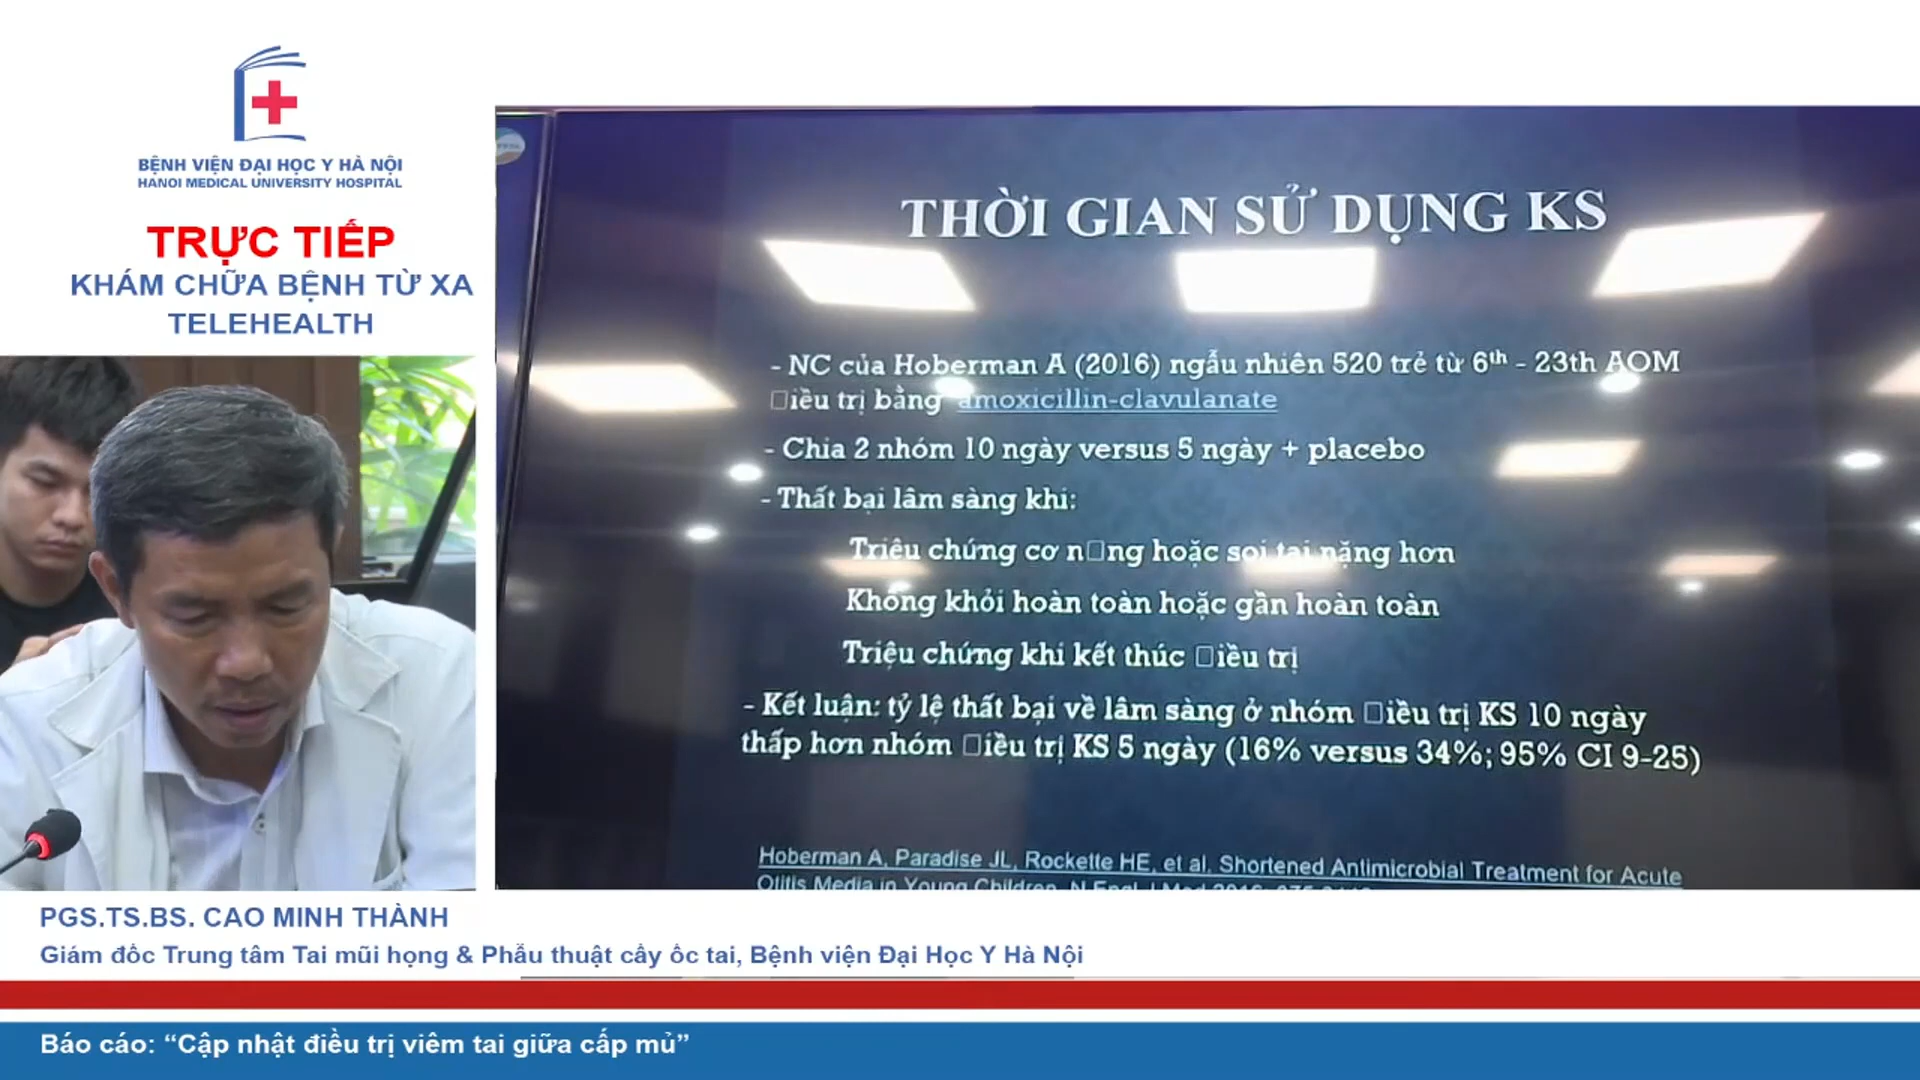 BỆNH VIỆN ĐẠI HỌC Y HÀ NỘI
HANOI MEDICAL UNIVERSITY HOSPITAL
TRỰC TIẾP
KHÁM CHỮA BỆNH TỪ XA
TELEHEALTH
THỜI GIAN SỬ DỤNG KS
- NC của Hoberman A (2016) ngẫu nhiên 520 trẻ từ 6th - 23th AOM
□iều trị bằng amoxicillin-clavulanate
- Chia 2 nhóm 10 ngày versus 5 ngày + placebo
- Thất bại lâm sàng khi:
Triệu chứng cơ n□ng hoặc soi tai nặng hơn
Không khỏi hoàn toàn hoặc gần hoàn toàn
Triệu chứng khi kết thúc □iều trị
- Kết luận: tỷ lệ thất bại về lâm sàng ở nhóm □iều trị KS 10 ngày
thấp hơn nhóm □iều trị KS 5 ngày (16% versus 34%; 95% CI 9-25)
Hoberman A, Paradise JL, Rockette HE, et al. Shortened Antimicrobial Treatment for Acute
Otitis Media in Young Children. N Engl J Med 2016;
PGS.TS.BS. CAO MINH THÀNH
Giám đốc Trung tâm Tai mũi họng & Phẫu thuật cấy ốc tai, Bệnh viện Đại Học Y Hà Nội
Báo cáo: “Cập nhật điều trị viêm tai giữa cấp mủ”